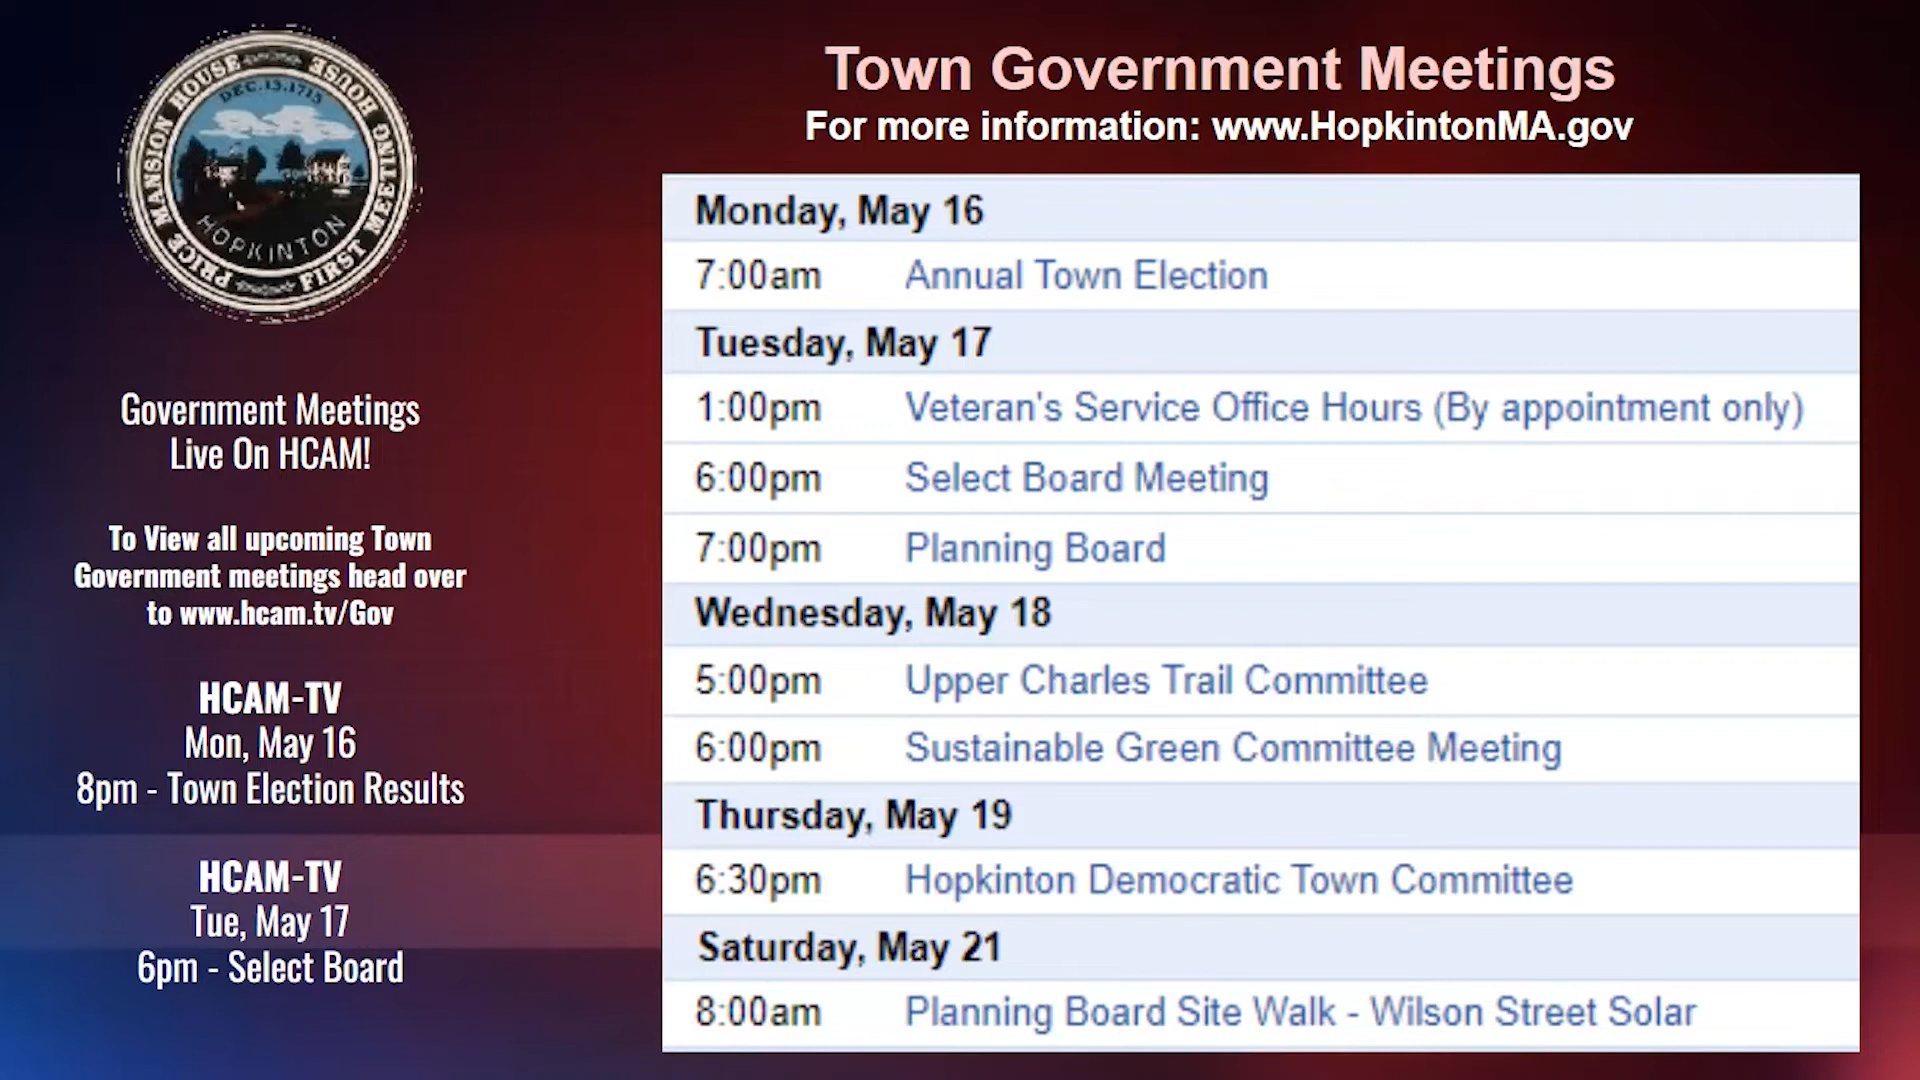 PRICE MANSION HOUSE
FIRST MEETING HOUSE
DEC.13.1715
HOPKINTON
Government Meetings
Live On HCAM!
To View all upcoming Town
Government meetings head over
to www.hcam.tv/Gov
HCAM-TV
Mon, May 16
8pm - Town Election Results
HCAM-TV
Tue, May 17
6pm - Select Board
Town Government Meetings
For more information: www.HopkintonMA.gov
Monday, May 16
7:00am Annual Town Election
Tuesday, May 17
1:00pm Veteran's Service Office Hours (By appointment only)
6:00pm Select Board Meeting
7:00pm Planning Board
Wednesday, May 18
5:00pm Upper Charles Trail Committee
6:00pm Sustainable Green Committee Meeting
Thursday, May 19
6:30pm Hopkinton Democratic Town Committee
Saturday, May 21
8:00am Planning Board Site Walk - Wilson Street Solar